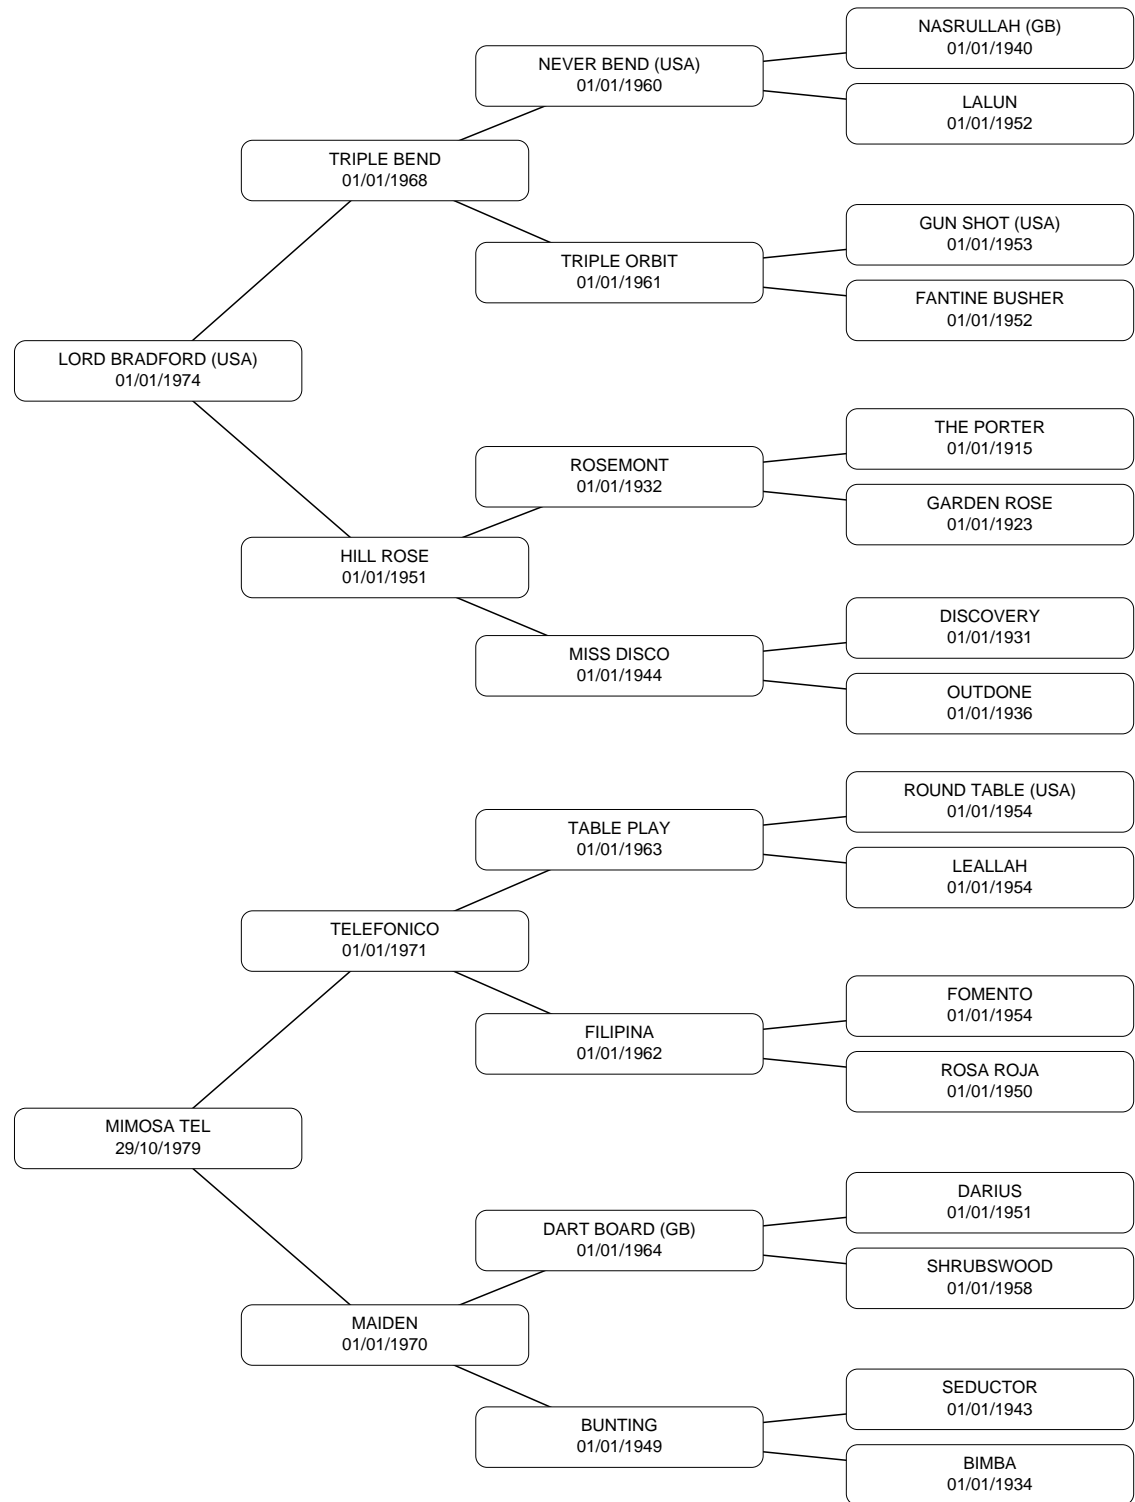 NASRULLAH (GB)
01/01/1940
NEVER BEND (USA)
01/01/1960
LALUN
01/01/1952
TRIPLE BEND
01/01/1968
GUN SHOT (USA)
01/01/1953
TRIPLE ORBIT
01/01/1961
FANTINE BUSHER
01/01/1952
LORD BRADFORD (USA)
01/01/1974
THE PORTER
01/01/1915
ROSEMONT
01/01/1932
GARDEN ROSE
01/01/1923
HILL ROSE
01/01/1951
DISCOVERY
01/01/1931
MISS DISCO
01/01/1944
OUTDONE
01/01/1936
ROUND TABLE (USA)
01/01/1954
TABLE PLAY
01/01/1963
LEALLAH
01/01/1954
TELEFONICO
01/01/1971
FOMENTO
01/01/1954
FILIPINA
01/01/1962
ROSA ROJA
01/01/1950
MIMOSA TEL
29/10/1979
DARIUS
01/01/1951
DART BOARD (GB)
01/01/1964
SHRUBSWOOD
01/01/1958
MAIDEN
01/01/1970
SEDUCTOR
01/01/1943
BUNTING
01/01/1949
BIMBA
01/01/1934